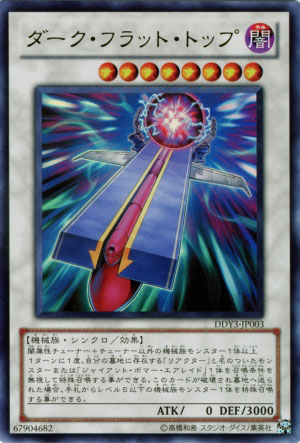 ダーク・フラット・トップ
闇
DDY3-JP003
[機械族・シンクロ/効果]
闇属性チューナー+チューナー以外の機械族モンスター1体以上
1ターンに1度、自分の墓地に存在する「リアクター」と名のついたモン
スターまたは「ジャイアント・ボマー・エアレイド」1体を召喚条件を
無視して特殊召喚する事ができる。このカードが破壊され墓地へ送ら
れた場合、手札からレベル5以下の機械族モンスター1体を特殊召喚す
る事ができる。
ATK/ 0 DEF/3000
67904682
©高橋和希 スタジオ・ダイス/集英社